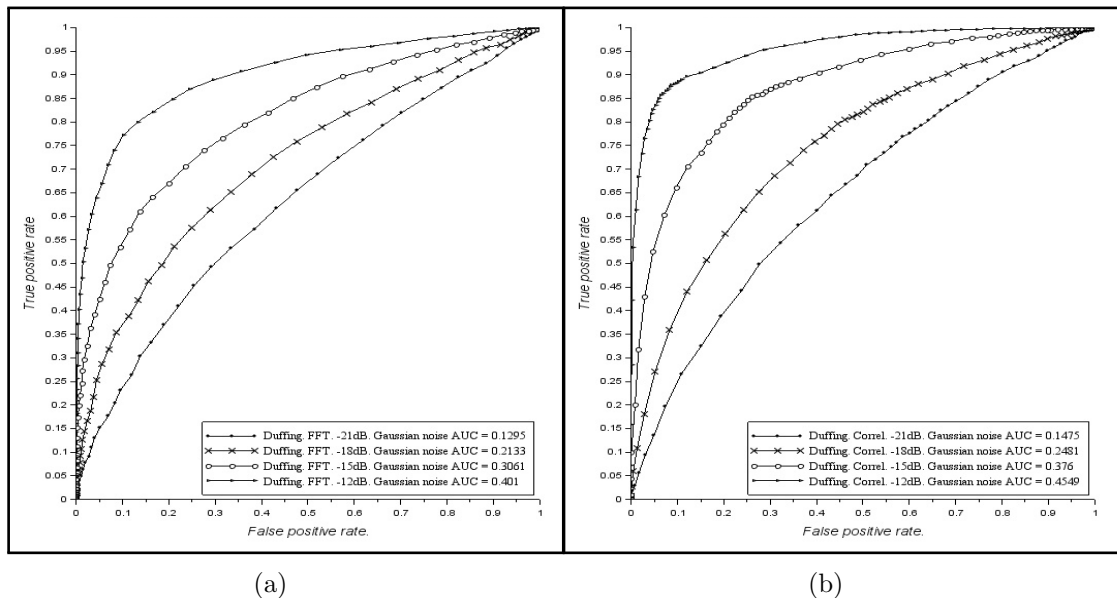 1
0.95
0.9
0.85
0.8
0.75
0.7
0.65
0.6
0.55
0.5
0.45
0.4
0.35
0.3
0.25
0.2
0.15
0.1
0.05
0
True positive rate
0 0.1 0.2 0.3 0.4 0.5 0.6 0.7 0.8 0.9 1
False positive rate.
Duffing. FFT. -21dB. Gaussian noise AUC = 0.1295
Duffing. FFT. -18dB. Gaussian noise AUC = 0.2133
Duffing. FFT. -15dB. Gaussian noise AUC = 0.3061
Duffing. FFT. -12dB. Gaussian noise AUC = 0.401
(a)
1
0.95
0.9
0.85
0.8
0.75
0.7
0.65
0.6
0.55
0.5
0.45
0.4
0.35
0.3
0.25
0.2
0.15
0.1
0.05
0
True positive rate
0 0.1 0.2 0.3 0.4 0.5 0.6 0.7 0.8 0.9 1
False positive rate.
Duffing. Correl. -21dB. Gaussian noise AUC = 0.1475
Duffing. Correl. -18dB. Gaussian noise AUC = 0.2481
Duffing. Correl. -15dB. Gaussian noise AUC = 0.376
Duffing. Correl. -12dB. Gaussian noise AUC = 0.4549
(b)